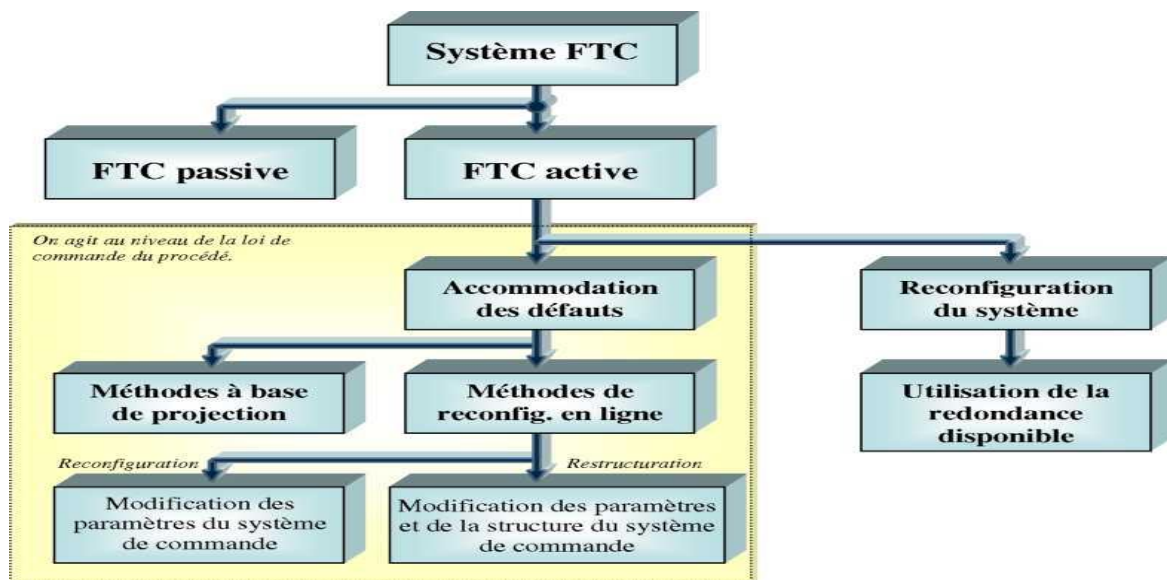 Système FTC
FTC passive
FTC active
On agit au niveau de la loi de
commande du procédé.
Accommodation
des défauts
Reconfiguration
du système
Méthodes à base
de projection
Méthodes de
reconfig. en ligne
Utilisation de la
redondance
disponible
Reconfiguration
Restructuration
Modification des
paramètres du système
de commande
Modification des paramètres
et de la structure du système
de commande